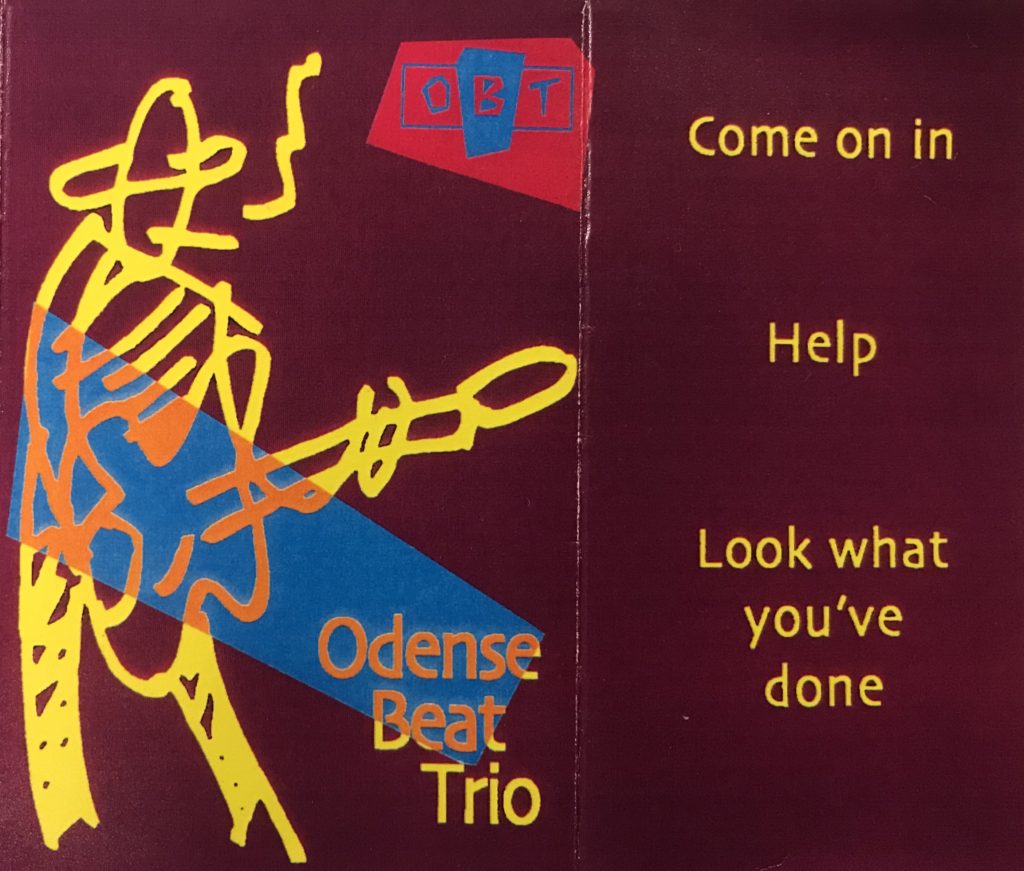 OBT
Odense
Beat
Trio
Come on in
Help
Look what
you've
done